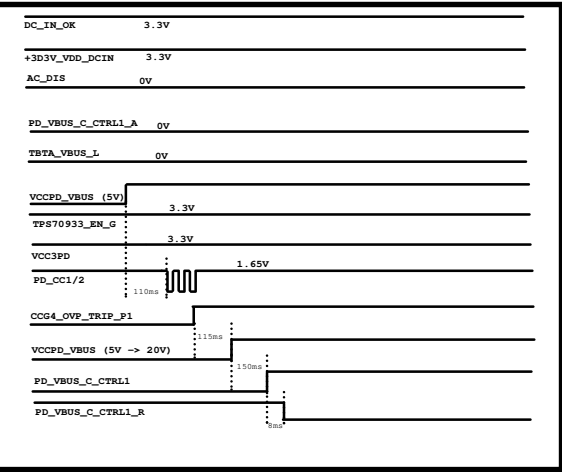 DC_IN_OK 3.3V
+3D3V_VDD_DCIN 3.3V
AC_DIS 0V
PD_VBUS_C_CTRL1_A 0V
TBTA_VBUS_L 0V
VCCPD_VBUS (5V)
3.3V
TPS70933_EN_G
3.3V
VCC3PD
1.65V
PD_CC1/2
110ms
CCG4_OVP_TRIP_P1
115ms
VCCPD_VBUS (5V -> 20V)
150ms
PD_VBUS_C_CTRL1
PD_VBUS_C_CTRL1_R
8ms